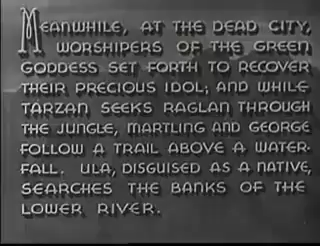 MEANWHILE, AT THE DEAD CITY,
WORSHIPERS OF THE GREEN
GODDESS SET FORTH TO RECOVER
THEIR PRECIOUS IDOL; AND WHILE
TARZAN SEEKS RAGLAN THROUGH
THE JUNGLE, MARTLING AND GEORGE
FOLLOW A TRAIL ABOVE A WATER-
FALL. ULA, DISGUISED AS A NATIVE,
SEARCHES THE BANKS OF THE
LOWER RIVER.